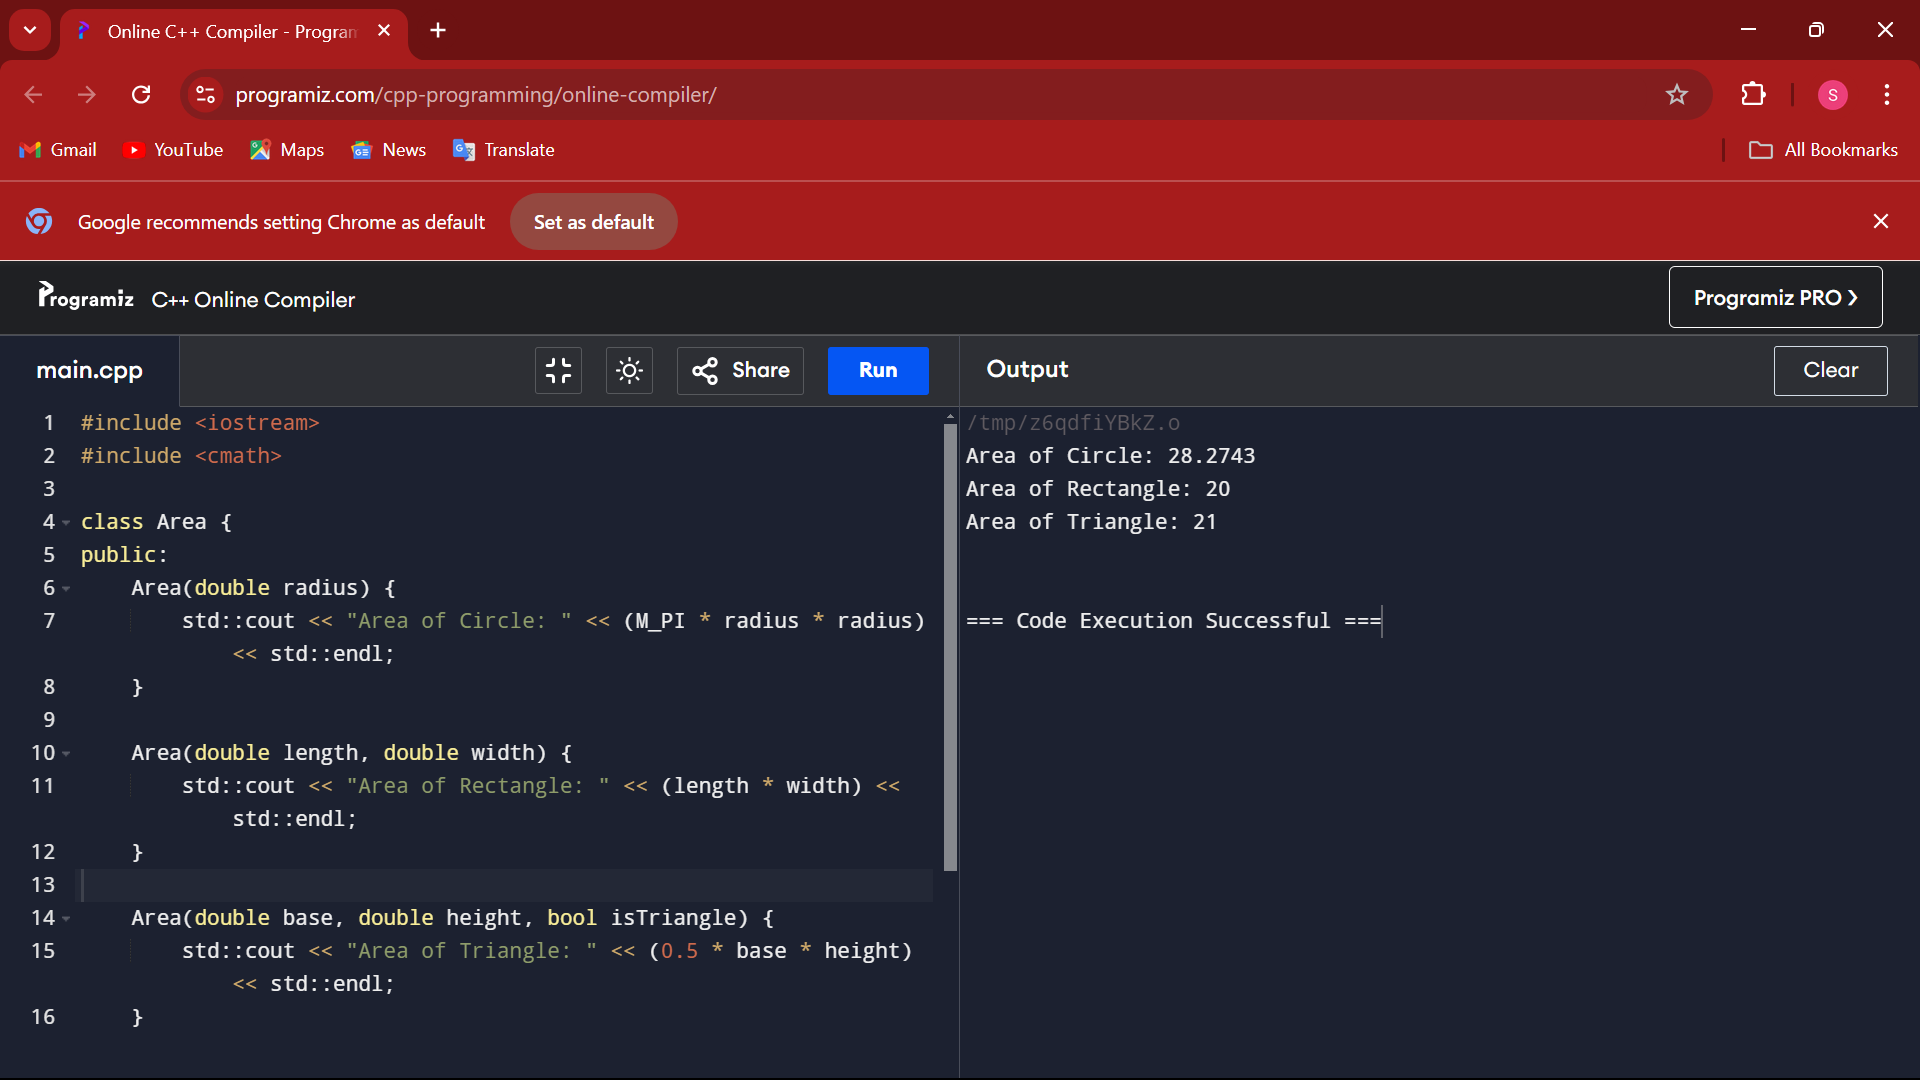 Online C++ Compiler - Program
programiz.com/cpp-programming/online-compiler/
S
Gmail
YouTube
Maps
News
Translate
All Bookmarks
Google recommends setting Chrome as default
Set as default
Programiz C++ Online Compiler
Programiz PRO ❯
main.cpp
Share
Run
Output
Clear
1 #include <iostream>
2 #include <cmath>
3
4 class Area {
5 public:
6     Area(double radius) {
7         std::cout << "Area of Circle: " << (M_PI * radius * radius)
            << std::endl;
8     }
9
10     Area(double length, double width) {
11         std::cout << "Area of Rectangle: " << (length * width) <<
            std::endl;
12     }
13
14     Area(double base, double height, bool isTriangle) {
15         std::cout << "Area of Triangle: " << (0.5 * base * height)
            << std::endl;
16     }
/tmp/z6qdfiYBkZ.o
Area of Circle: 28.2743
Area of Rectangle: 20
Area of Triangle: 21
=== Code Execution Successful ===